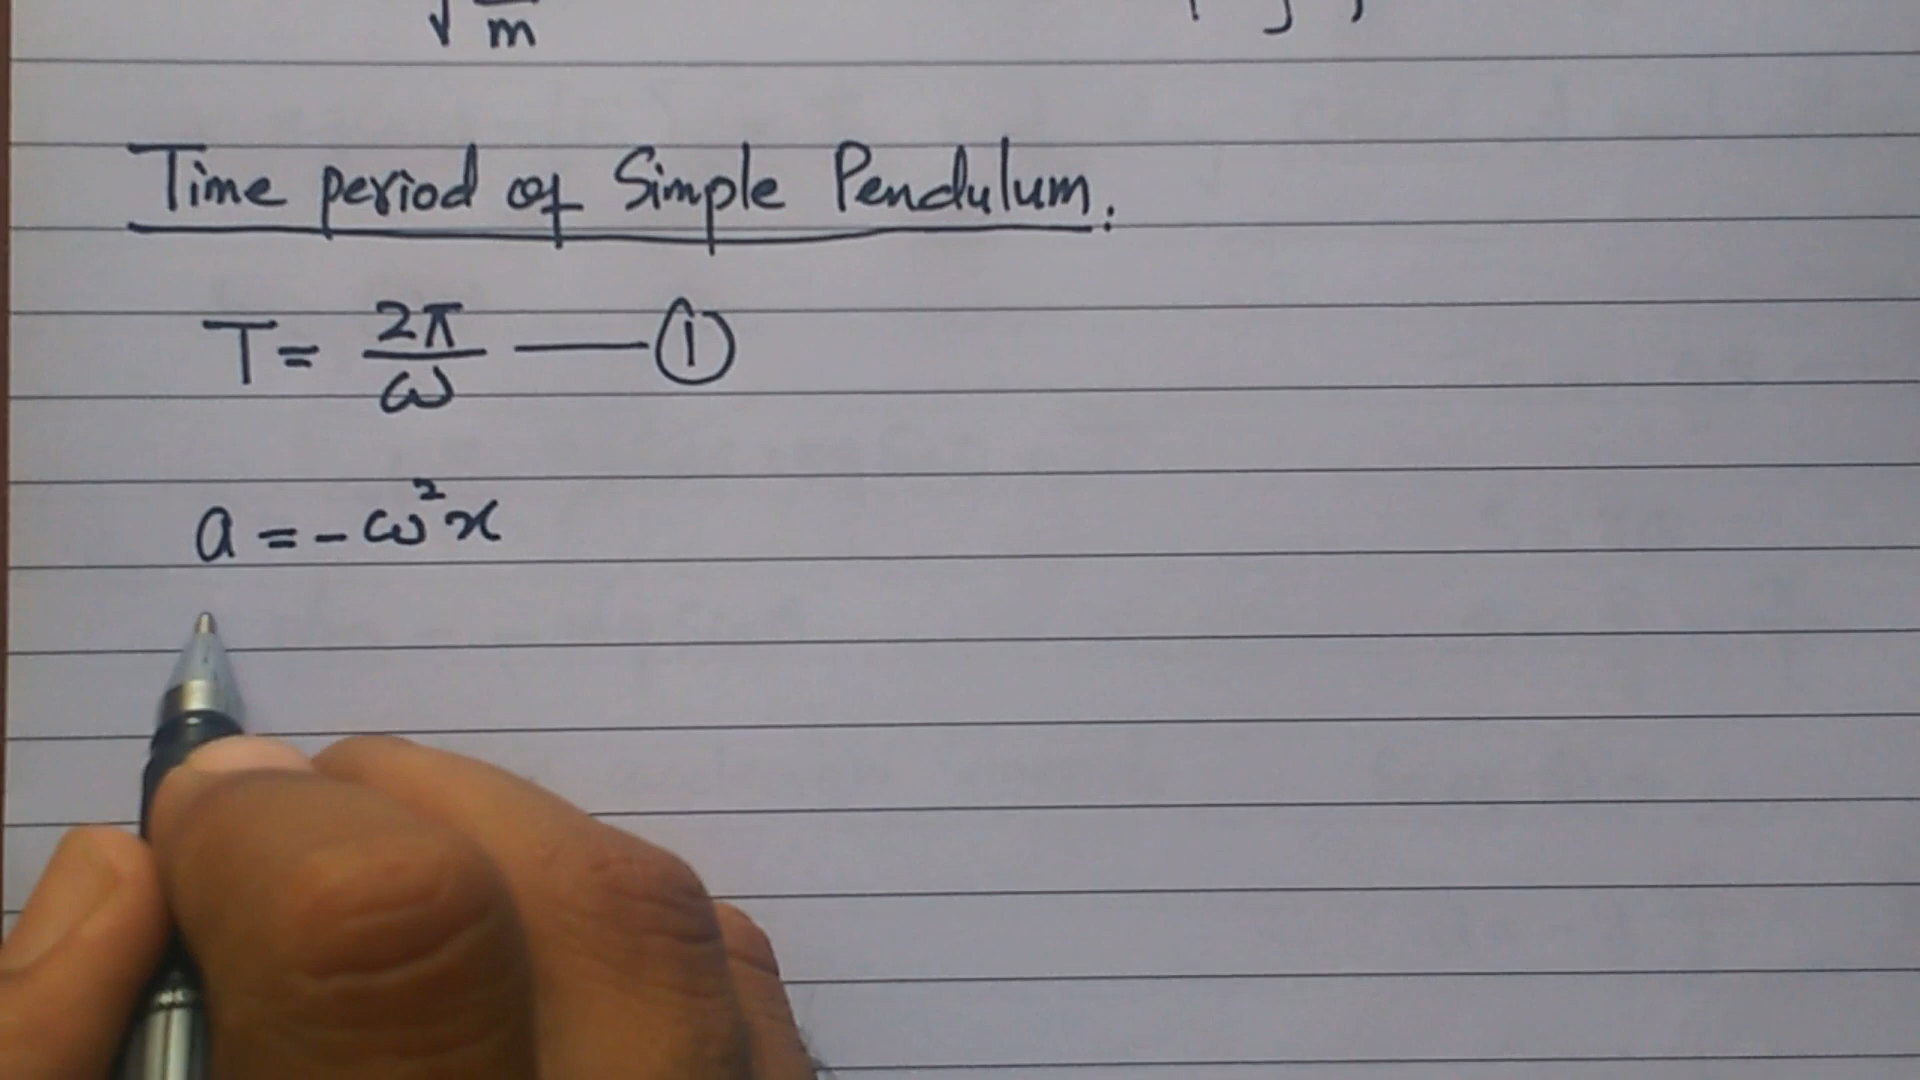 √m
Time period of Simple Pendulum.
T = 2π/ω —— ①
a = -ω²x